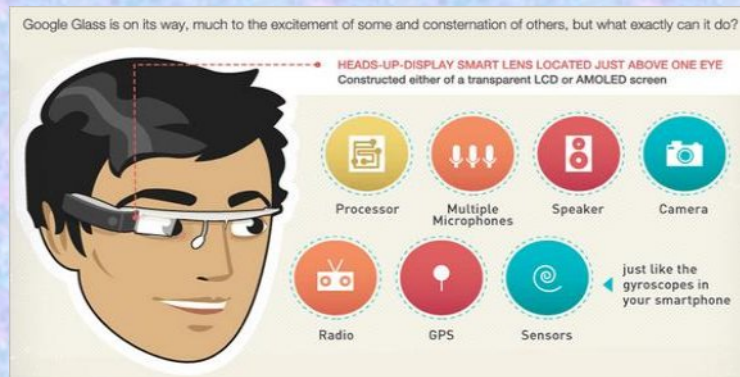 Google Glass is on its way, much to the excitement of some and consternation of others, but what exactly can it do?
HEADS-UP-DISPLAY SMART LENS LOCATED JUST ABOVE ONE EYE
Constructed either of a transparent LCD or AMOLED screen
Processor
Multiple
Microphones
Speaker
Camera
Radio
GPS
Sensors
just like the
gyroscopes in
your smartphone